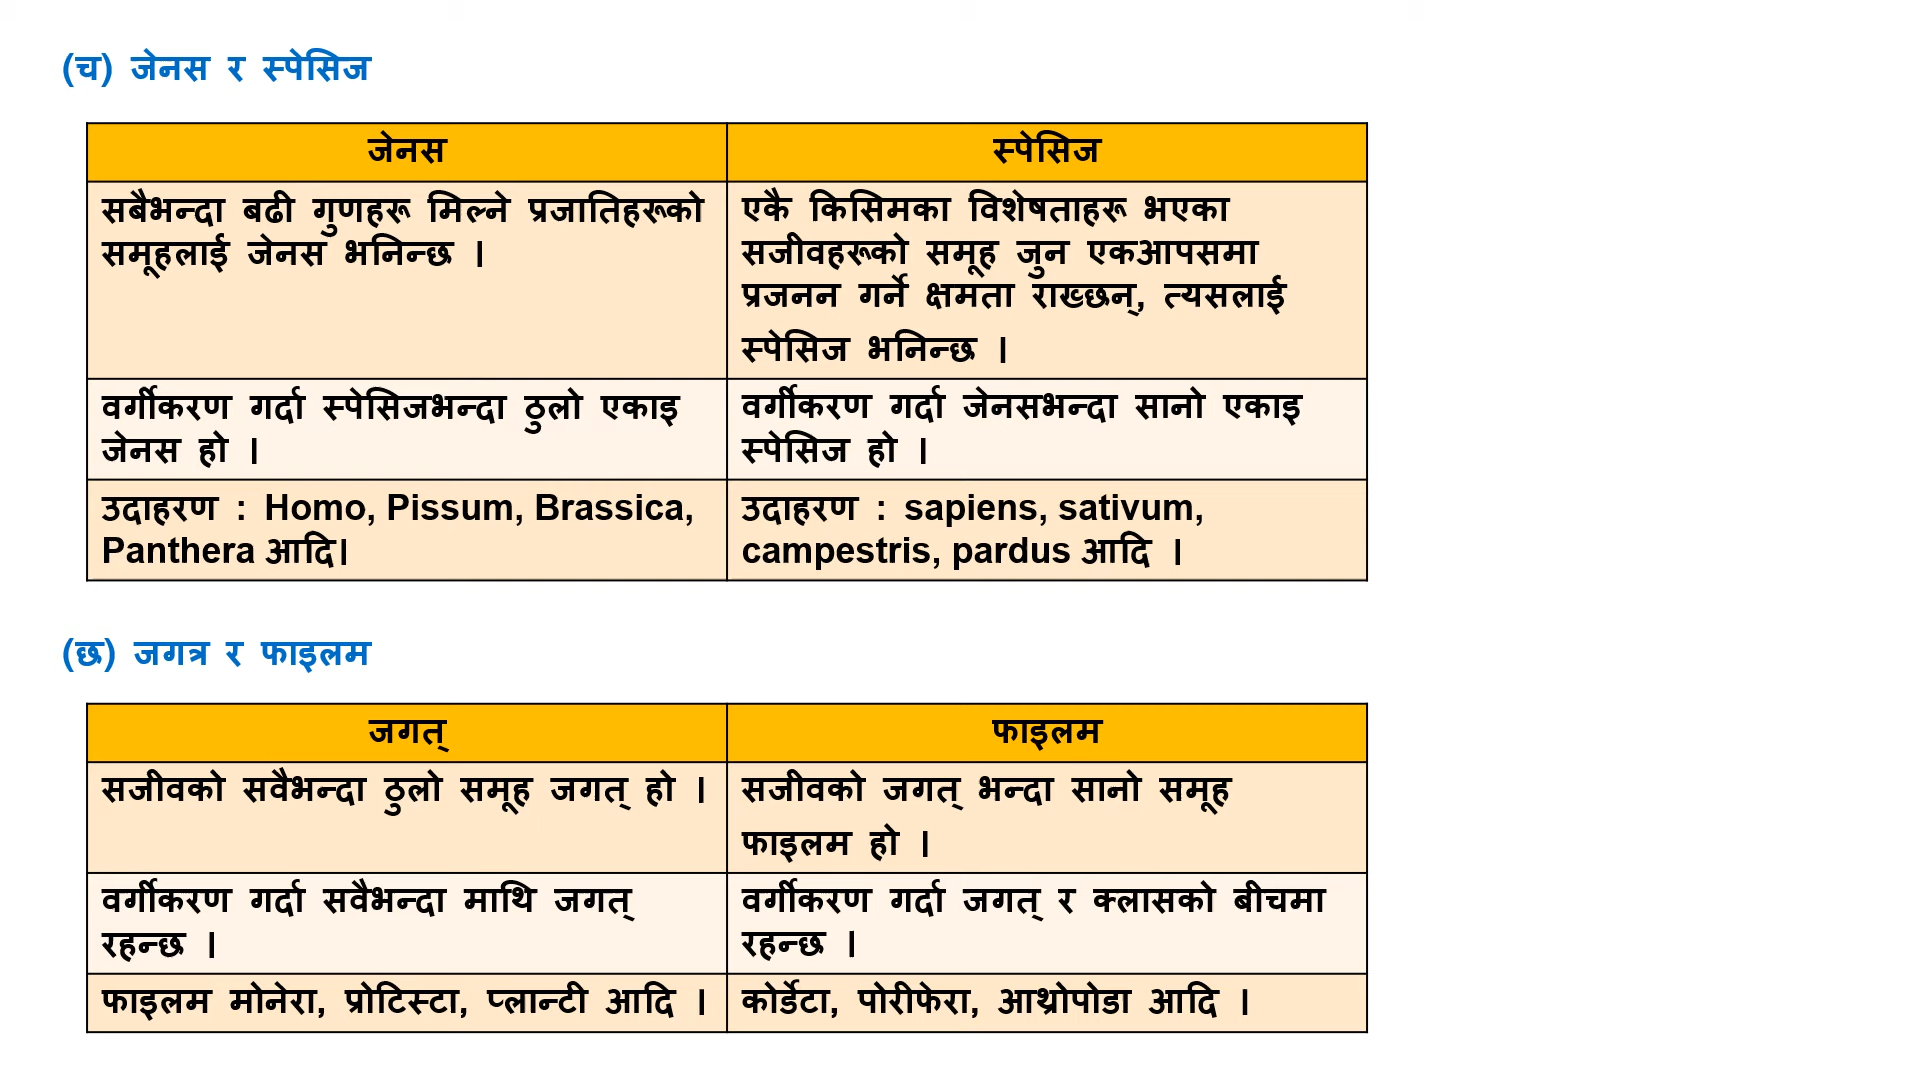 (च) जेनस र स्पेसिज
जेनस
स्पेसिज
सबैभन्दा बढी गुणहरू मिल्ने प्रजातिहरूको
समूहलाई जेनस भनिन्छ ।
एकै किसिमका विशेषताहरू भएका
सजीवहरूको समूह जुन एकआपसमा
प्रजनन गर्ने क्षमता राख्छन्, त्यसलाई
स्पेसिज भनिन्छ ।
वर्गीकरण गर्दा स्पेसिजभन्दा ठुलो एकाइ
जेनस हो ।
वर्गीकरण गर्दा जेनसभन्दा सानो एकाइ
स्पेसिज हो ।
उदाहरण : Homo, Pissum, Brassica,
Panthera आदि।
उदाहरण : sapiens, sativum,
campestris, pardus आदि ।
(छ) जगत्र र फाइलम
जगत्
फाइलम
सजीवको सवैभन्दा ठुलो समूह जगत् हो ।
सजीवको जगत् भन्दा सानो समूह
फाइलम हो ।
वर्गीकरण गर्दा सवैभन्दा माथि जगत्
रहन्छ ।
वर्गीकरण गर्दा जगत् र क्लासको बीचमा
रहन्छ ।
फाइलम मोनेरा, प्रोटिस्टा, प्लान्टी आदि ।
कोर्डेटा, पोरीफेरा, आथ्रोपोडा आदि ।